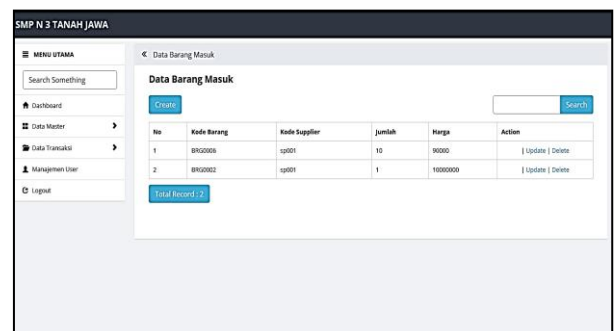 SMP N 3 TANAH JAWA
MENU UTAMA
Search Something
Dashboard
Data Master
Data Transaksi
Manajemen User
Logout
Data Barang Masuk
Data Barang Masuk
Create
Search
No Kode Barang Kode Supplier Jumlah Harga Action
1 BRG0006 sp001 10 90000 | Update | Delete
2 BRG0002 sp001 1 10000000 | Update | Delete
Total Record : 2